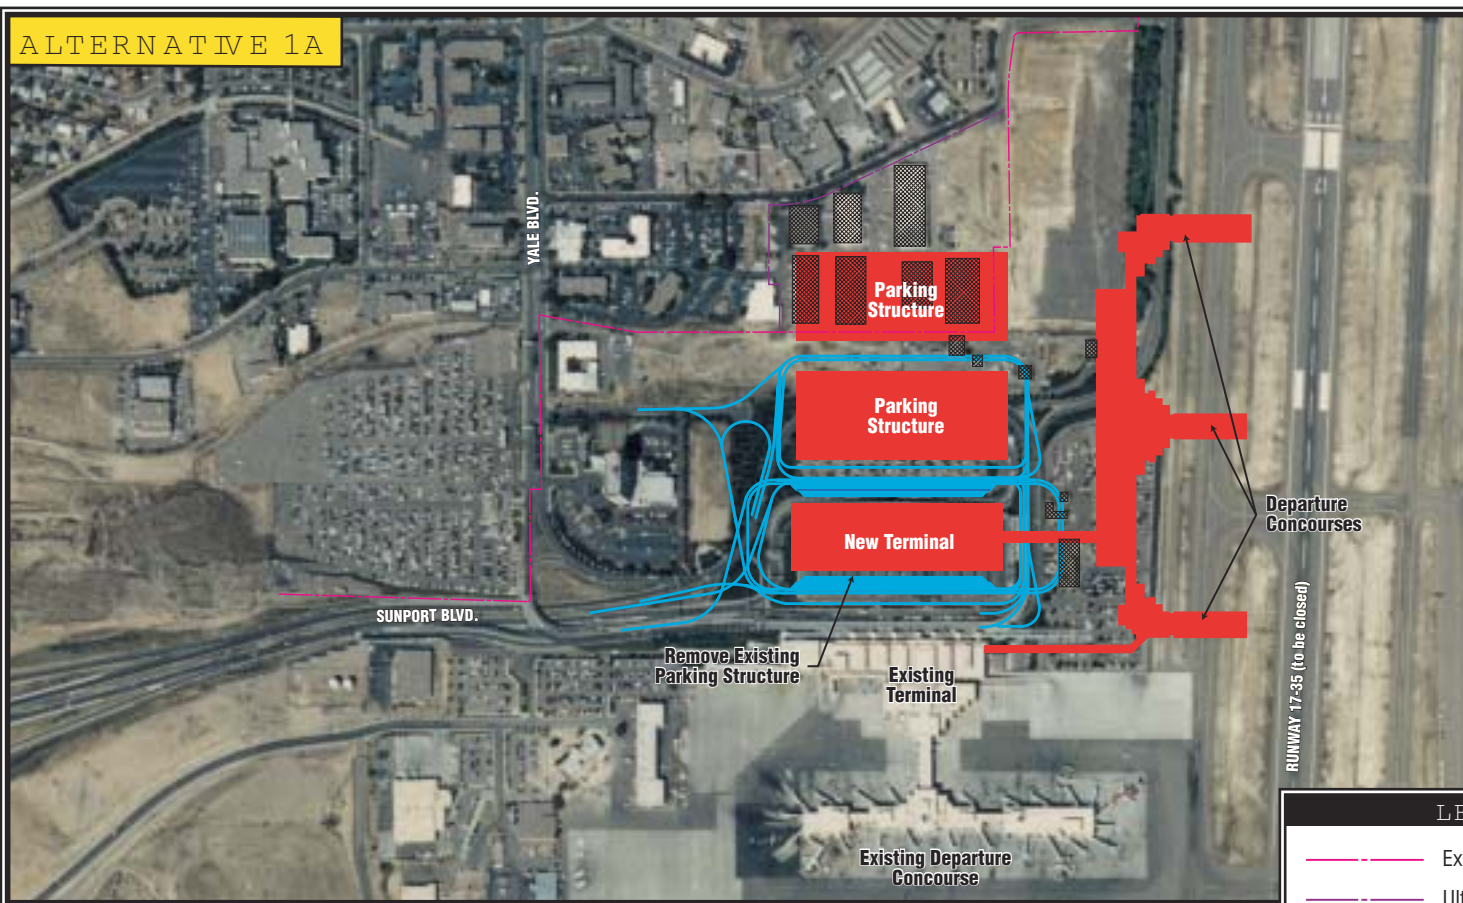 ALTERNATIVE 1A
YALE BLVD.
Parking
Structure
Parking
Structure
New Terminal
Departure
Concourses
SUNPORT BLVD.
Remove Existing
Parking Structure
Existing
Terminal
RUNWAY 17-35 (to be closed)
Existing Departure
Concourse
LE
Ex
Ult